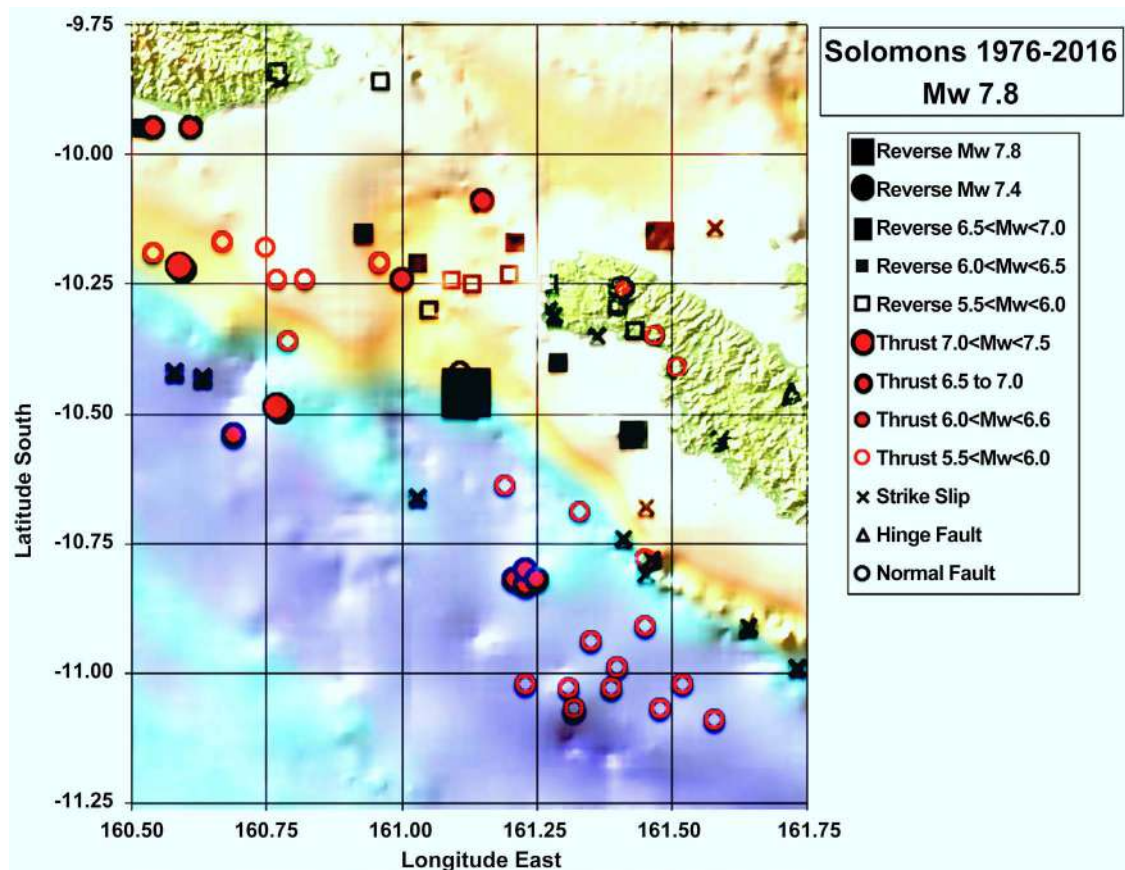 Solomons 1976-2016
Mw 7.8
Reverse Mw 7.8
Reverse Mw 7.4
Reverse 6.5<Mw<7.0
Reverse 6.0<Mw<6.5
Reverse 5.5<Mw<6.0
Thrust 7.0<Mw<7.5
Thrust 6.5 to 7.0
Thrust 6.0<Mw<6.6
Thrust 5.5<Mw<6.0
Strike Slip
Hinge Fault
Normal Fault
Latitude South
-9.75
-10.00
-10.25
-10.50
-10.75
-11.00
-11.25
160.50 160.75 161.00 161.25 161.50 161.75
Longitude East